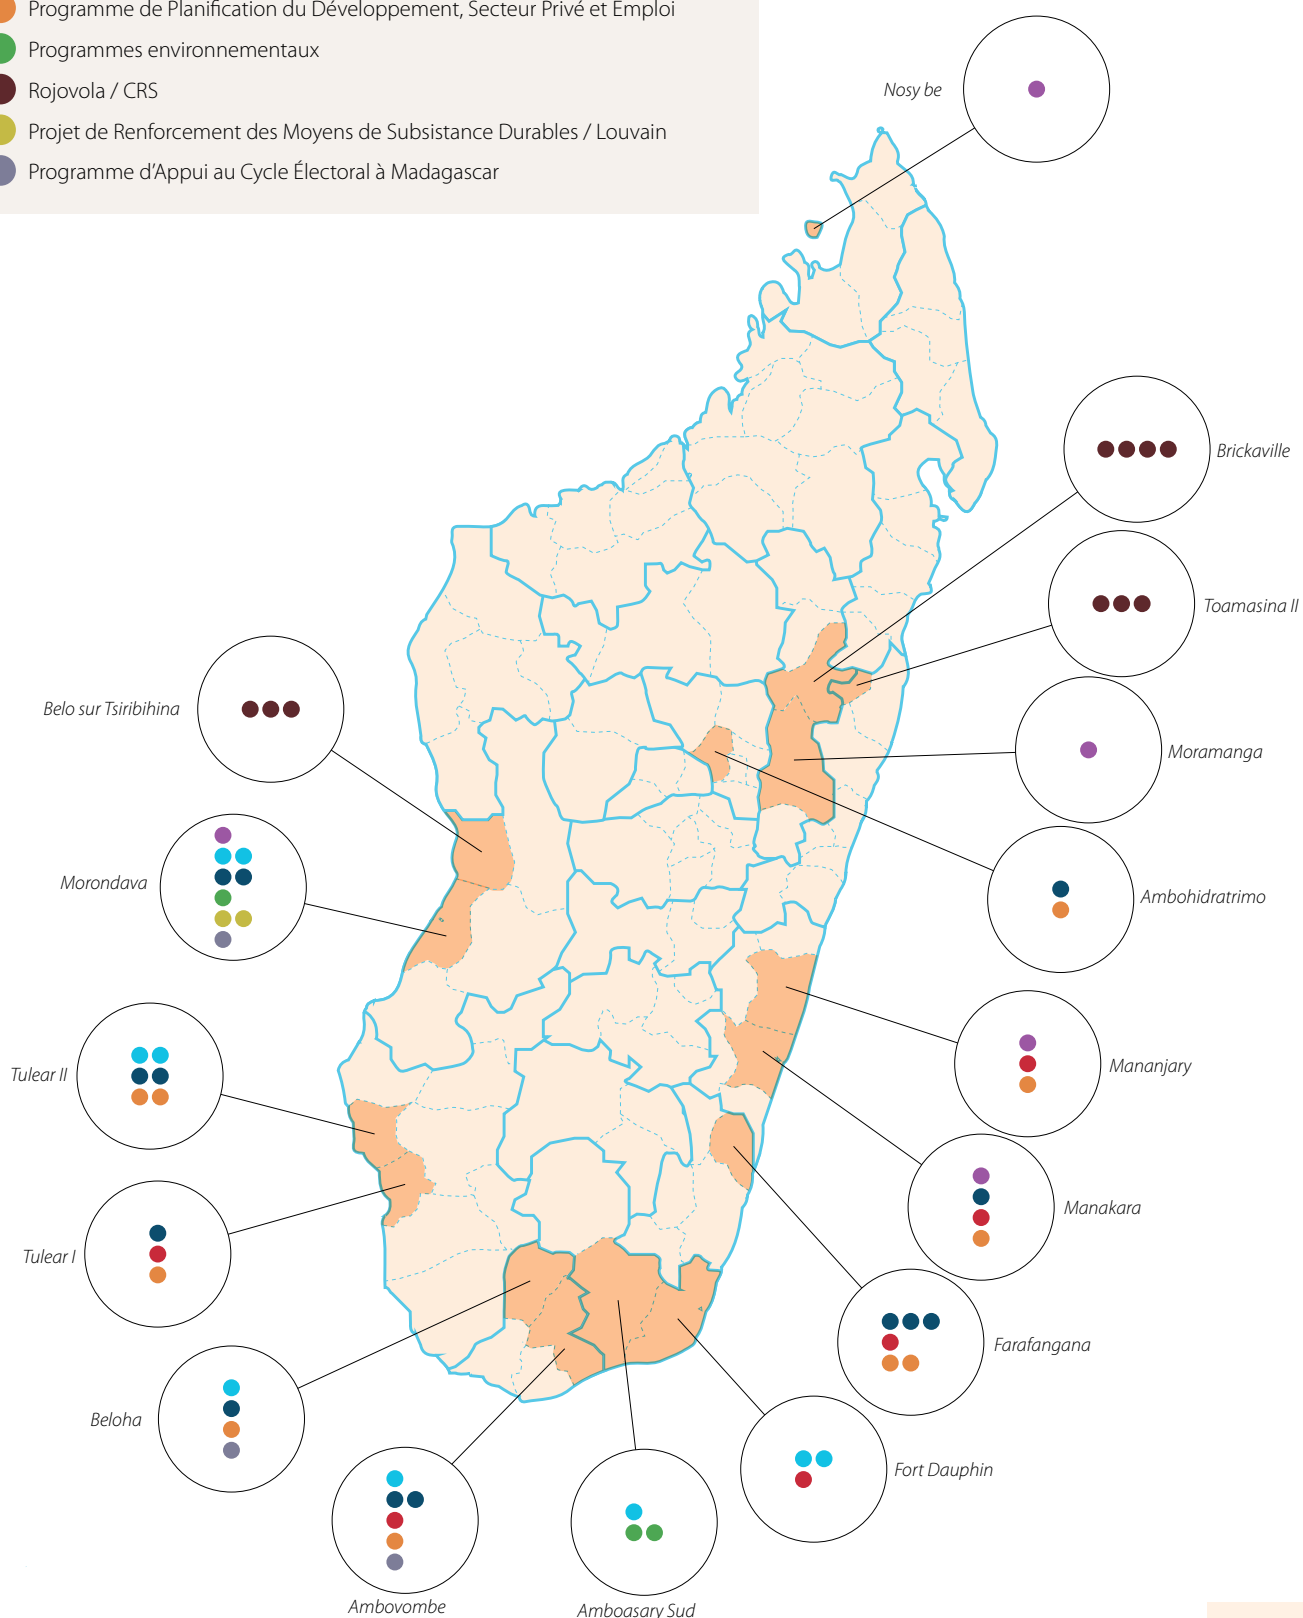 Programme de Planification du Développement, Secteur Privé et Emploi
Programmes environnementaux
Rojovola / CRS
Projet de Renforcement des Moyens de Subsistance Durables / Louvain
Programme d'Appui au Cycle Électoral à Madagascar
Nosy be
Brickaville
Toamasina II
Belo sur Tsiribihina
Moramanga
Morondava
Ambohidratrimo
Tulear II
Mananjary
Manakara
Tulear I
Farafangana
Beloha
Fort Dauphin
Ambovombe
Amboasary Sud